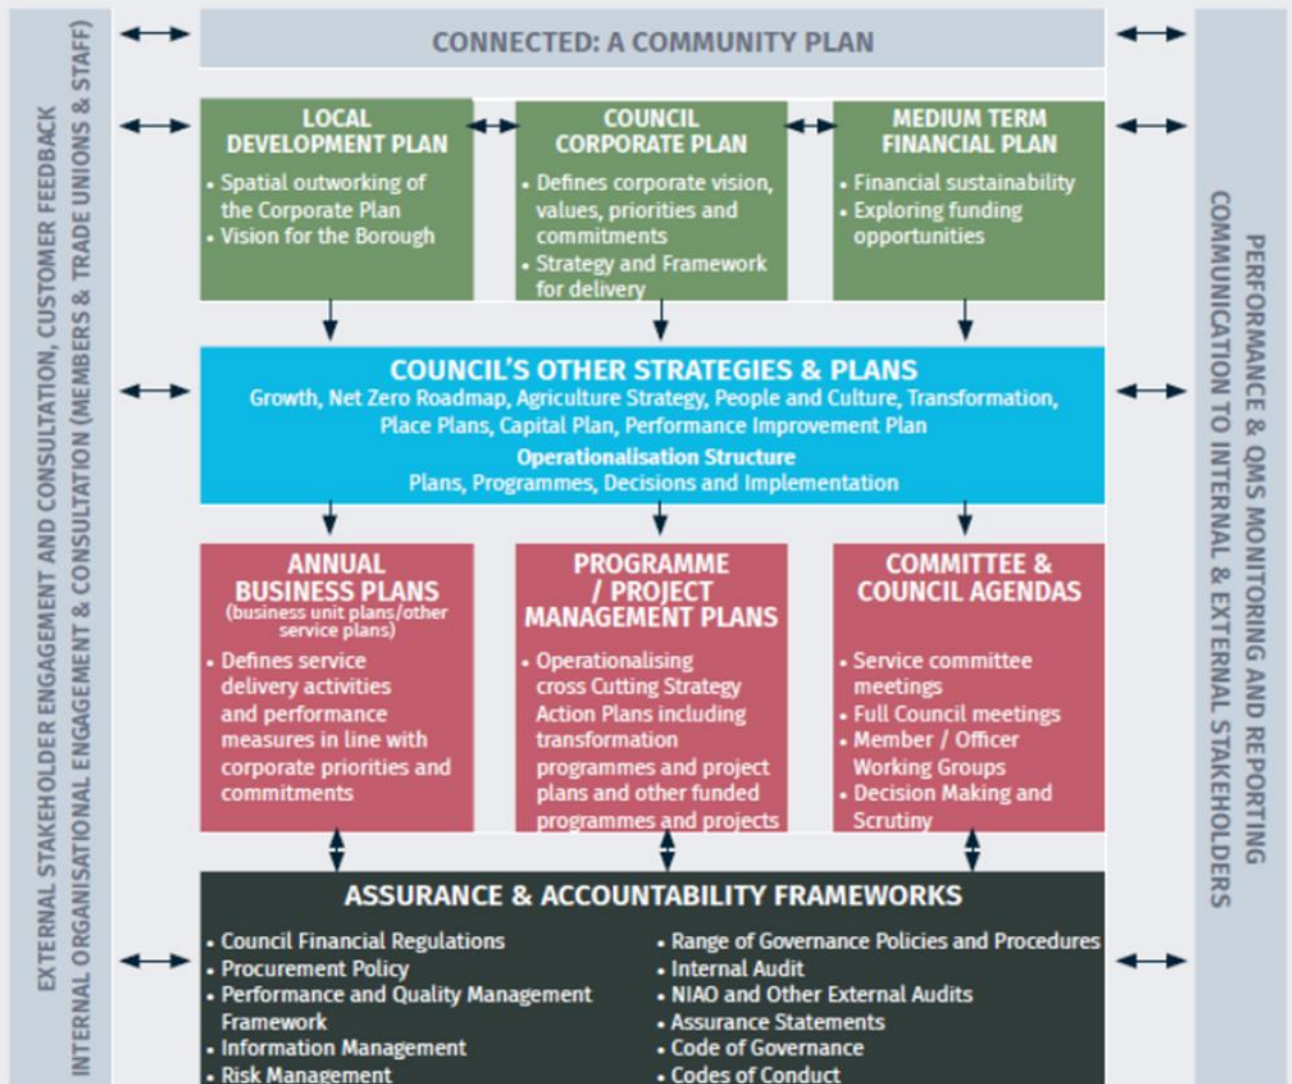 EXTERNAL STAKEHOLDER ENGAGEMENT AND CONSULTATION, CUSTOMER FEEDBACK
INTERNAL ORGANISATIONAL ENGAGEMENT & CONSULTATION (MEMBERS & TRADE UNIONS & STAFF)
CONNECTED: A COMMUNITY PLAN
LOCAL
DEVELOPMENT PLAN
• Spatial outworking of
the Corporate Plan
• Vision for the Borough
COUNCIL
CORPORATE PLAN
• Defines corporate vision,
values, priorities and
commitments
• Strategy and Framework
for delivery
MEDIUM TERM
FINANCIAL PLAN
• Financial sustainability
• Exploring funding
opportunities
COUNCIL'S OTHER STRATEGIES & PLANS
Growth, Net Zero Roadmap, Agriculture Strategy, People and Culture, Transformation,
Place Plans, Capital Plan, Performance Improvement Plan
Operationalisation Structure
Plans, Programmes, Decisions and Implementation
ANNUAL
BUSINESS PLANS
(business unit plans/other
service plans)
• Defines service
delivery activities
and performance
measures in line with
corporate priorities and
commitments
PROGRAMME
/ PROJECT
MANAGEMENT PLANS
• Operationalising
cross Cutting Strategy
Action Plans including
transformation
programmes and project
plans and other funded
programmes and projects
COMMITTEE &
COUNCIL AGENDAS
• Service committee
meetings
• Full Council meetings
• Member / Officer
Working Groups
• Decision Making and
Scrutiny
ASSURANCE & ACCOUNTABILITY FRAMEWORKS
• Council Financial Regulations
• Procurement Policy
• Performance and Quality Management
Framework
• Information Management
• Risk Management
• Range of Governance Policies and Procedures
• Internal Audit
• NIAO and Other External Audits
• Assurance Statements
• Code of Governance
• Codes of Conduct
PERFORMANCE & QMS MONITORING AND REPORTING
COMMUNICATION TO INTERNAL & EXTERNAL STAKEHOLDERS